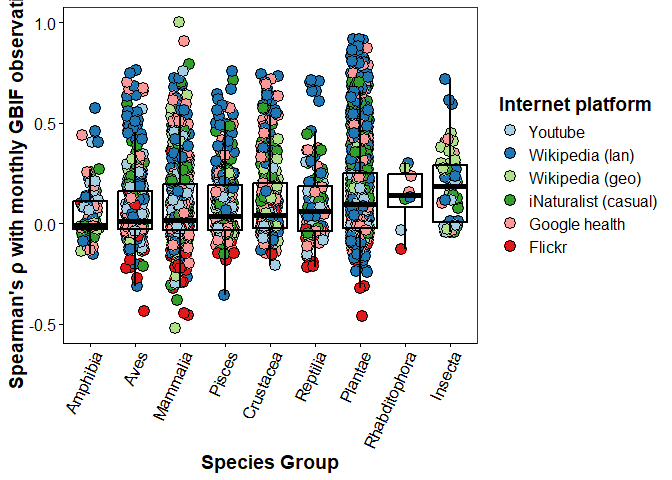 Spearman's ρ with monthly GBIF observati
1.0
0.5
0.0
-0.5
Amphibia
Aves
Mammalia
Pisces
Crustacea
Reptilia
Plantae
Rhabditophora
Insecta
Species Group
Internet platform
Youtube
Wikipedia (lan)
Wikipedia (geo)
iNaturalist (casual)
Google health
Flickr